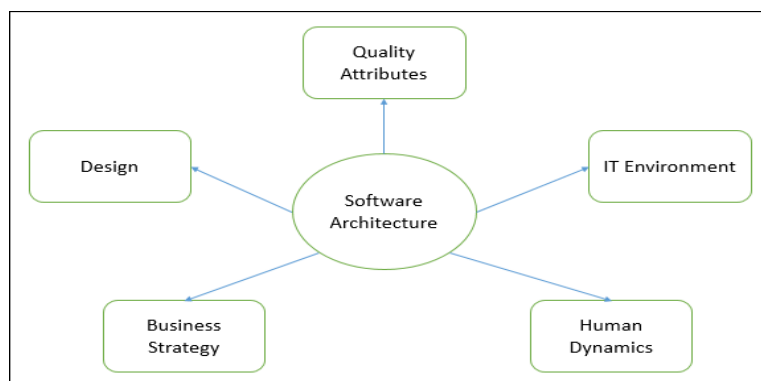 Quality
Attributes
Design
IT Environment
Software
Architecture
Business
Strategy
Human
Dynamics